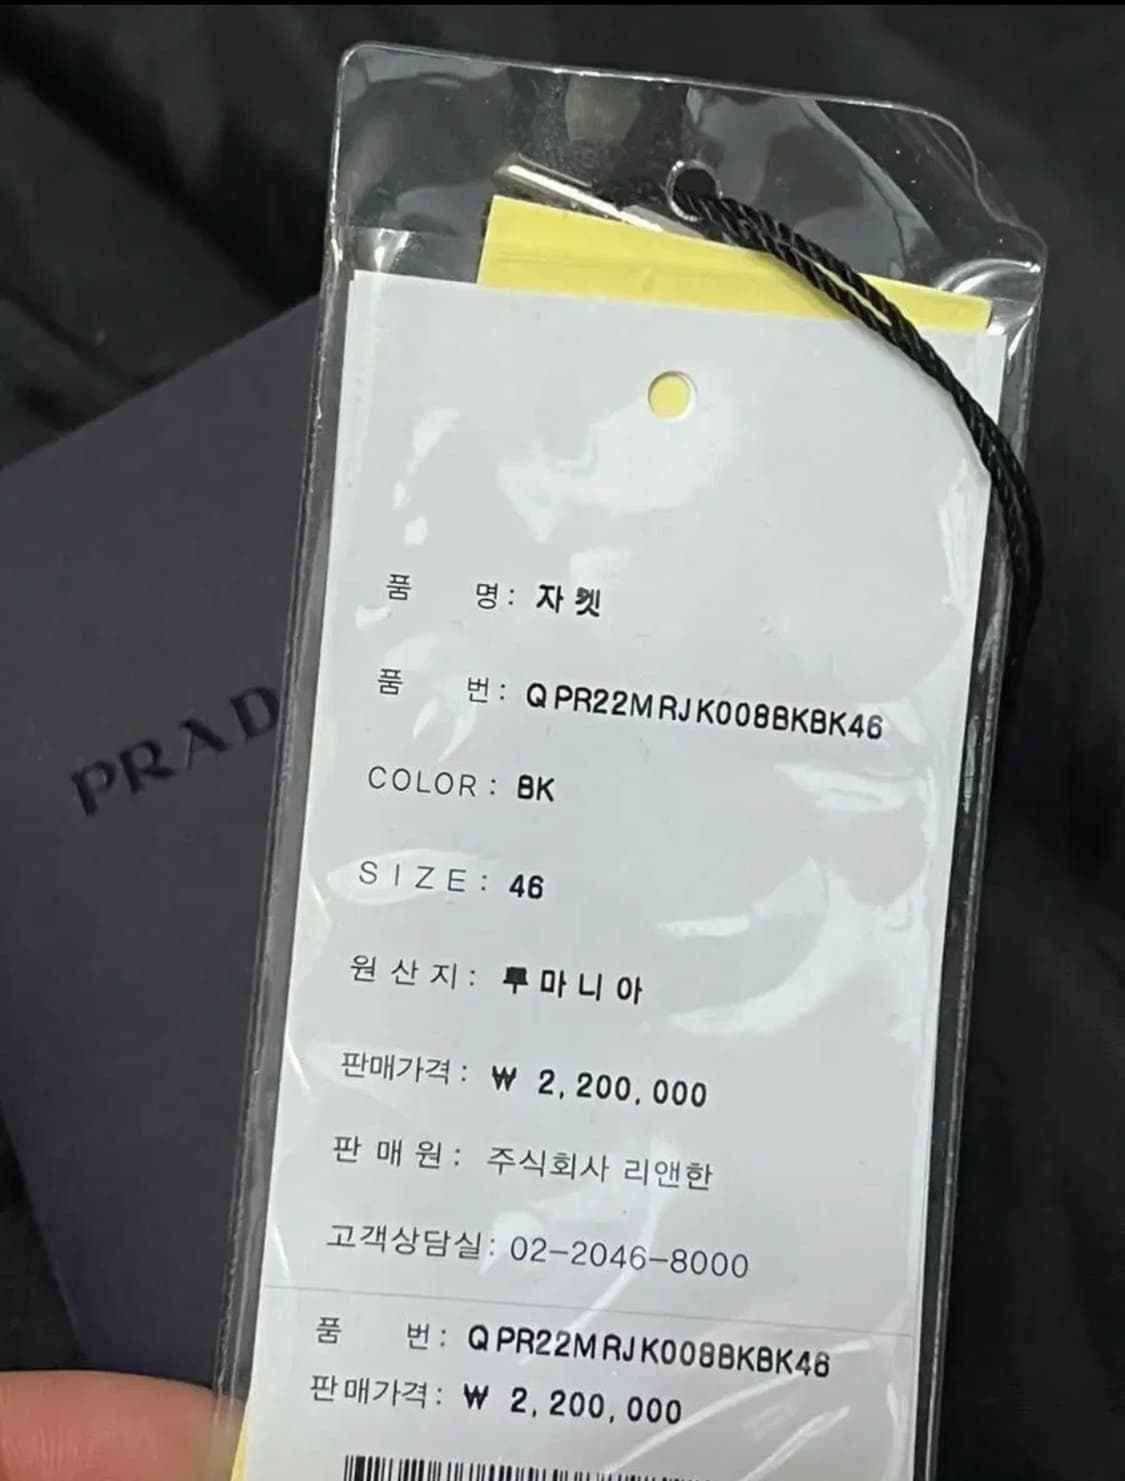 PRAD
품 명: 자켓
품 번: QPR22MRJK008BKBK46
COLOR: BK
SIZE: 46
원산지: 루마니아
판매가격: ₩ 2,200,000
판매원: 주식회사 리앤한
고객상담실: 02-2046-8000
품 번: QPR22MRJK008BKBK46
판매가격: ₩ 2,200,000